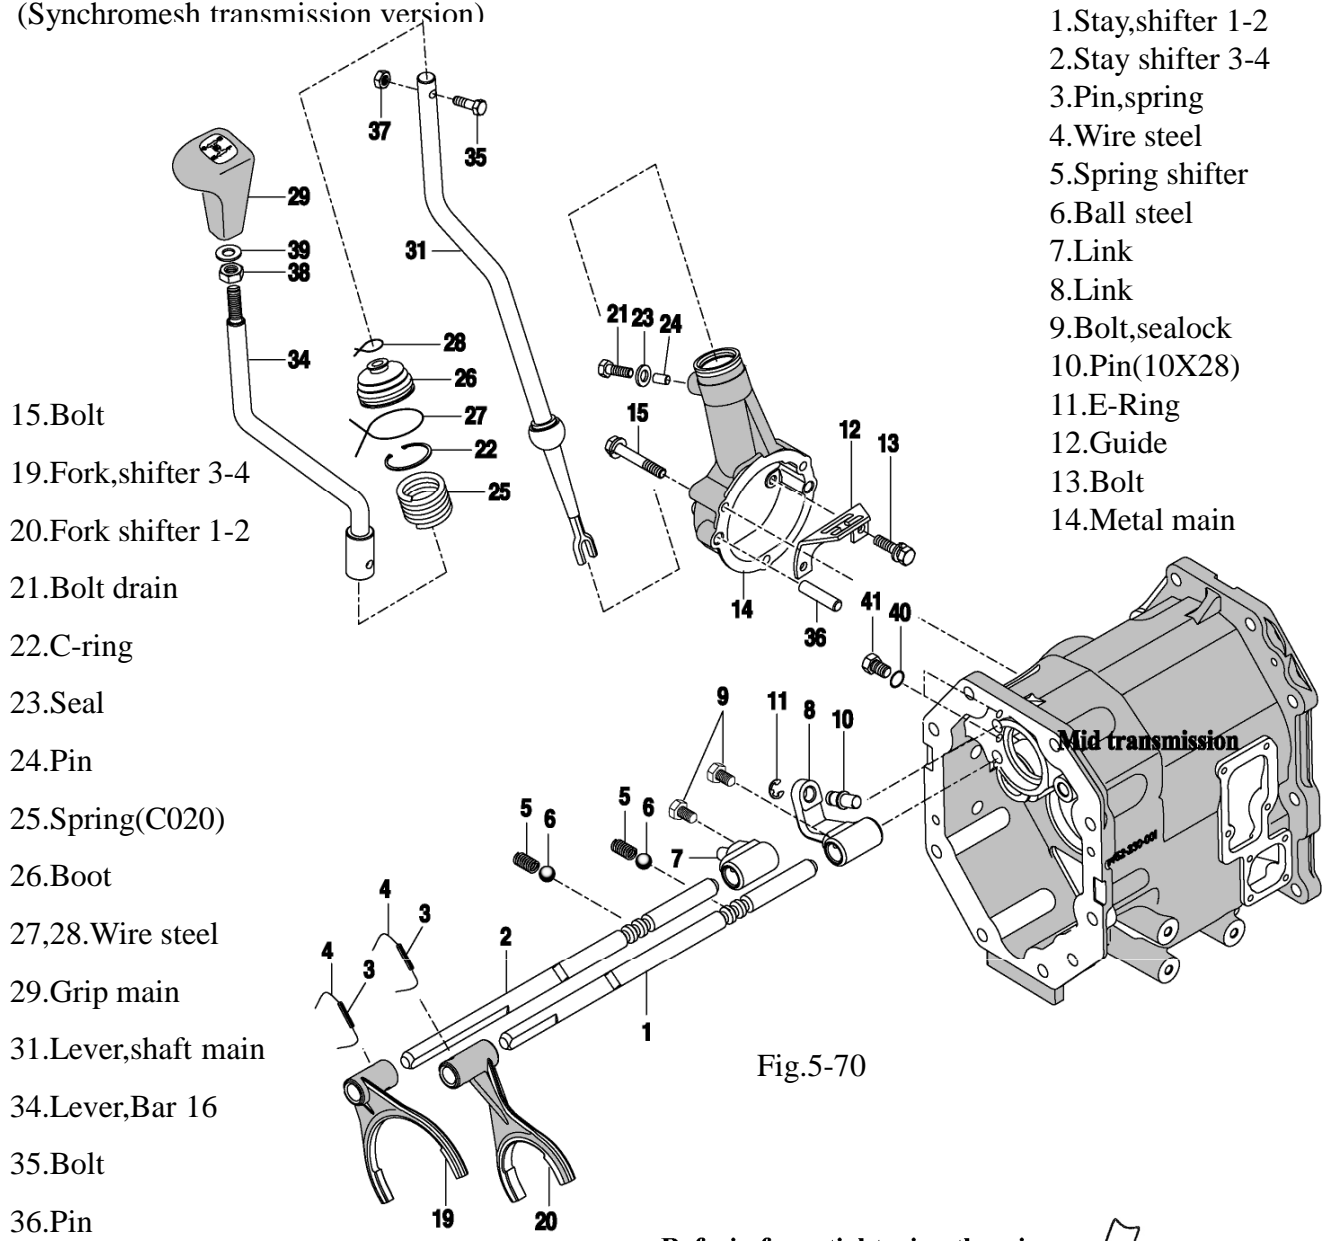 (Synchromesh transmission version)
1.Stay,shifter 1-2
2.Stay shifter 3-4
3.Pin,spring
4.Wire steel
5.Spring shifter
6.Ball steel
7.Link
8.Link
9.Bolt,sealock
10.Pin(10X28)
11.E-Ring
12.Guide
13.Bolt
14.Metal main
15.Bolt
19.Fork,shifter 3-4
20.Fork shifter 1-2
21.Bolt drain
22.C-ring
23.Seal
24.Pin
25.Spring(C020)
26.Boot
27,28.Wire steel
29.Grip main
31.Lever,shaft main
34.Lever,Bar 16
35.Bolt
36.Pin
37
35
29
39
38
31
34
28
26
27
22
25
21
23
24
15
12
13
14
36
41
40
Mid transmission
9
11
8
10
5
6
5
6
7
4
3
4
3
2
1
19
20
Fig.5-70